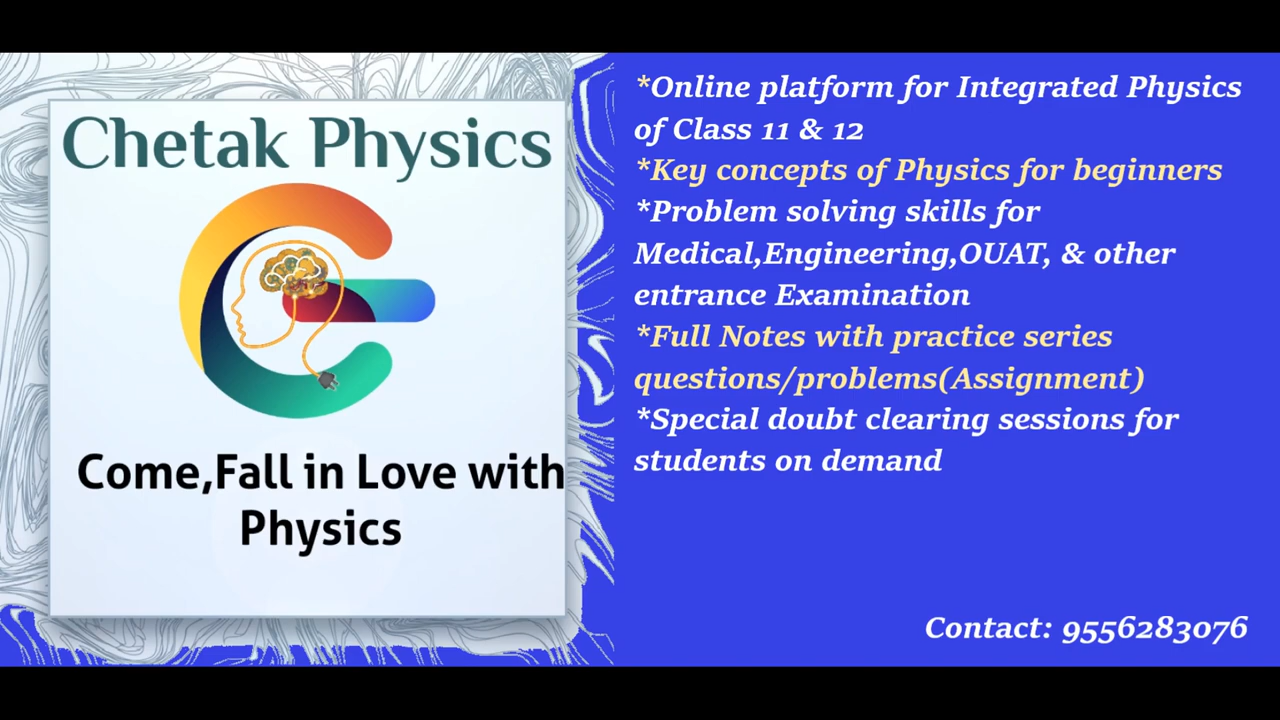 Chetak Physics
Come,Fall in Love with
Physics
*Online platform for Integrated Physics
of Class 11 & 12
*Key concepts of Physics for beginners
*Problem solving skills for
Medical,Engineering,OUAT, & other
entrance Examination
*Full Notes with practice series
questions/problems(Assignment)
*Special doubt clearing sessions for
students on demand
Contact: 9556283076